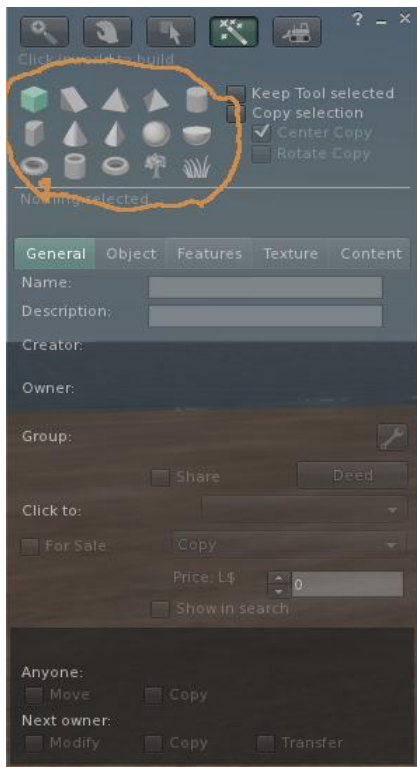 ? _ ×
Click inworld to build
Keep Tool selected
Copy selection
Center Copy
Rotate Copy
Nothing selected
General Object Features Texture Content
Name:
Description:
Creator:
Owner:
Group:
Share Deed
Click to:
For Sale: Copy
Price: L$ 0
Show in search
Anyone:
Move Copy
Next owner:
Modify Copy Transfer